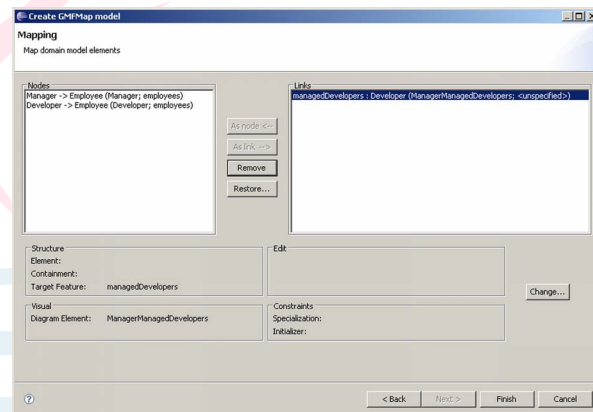 Create GMFMap model
Mapping
Map domain model elements
Nodes
Manager -> Employee (Manager; employees)
Developer -> Employee (Developer; employees)
As node <--
As link -->
Remove
Restore...
Links
managedDevelopers : Developer (ManagerManagedDevelopers; <unspecified>)
Structure
Element:
Containment:
Target Feature: managedDevelopers
Edit
Change...
Visual
Diagram Element: ManagerManagedDevelopers
Constraints
Specialization:
Initializer:
?
< Back
Next >
Finish
Cancel